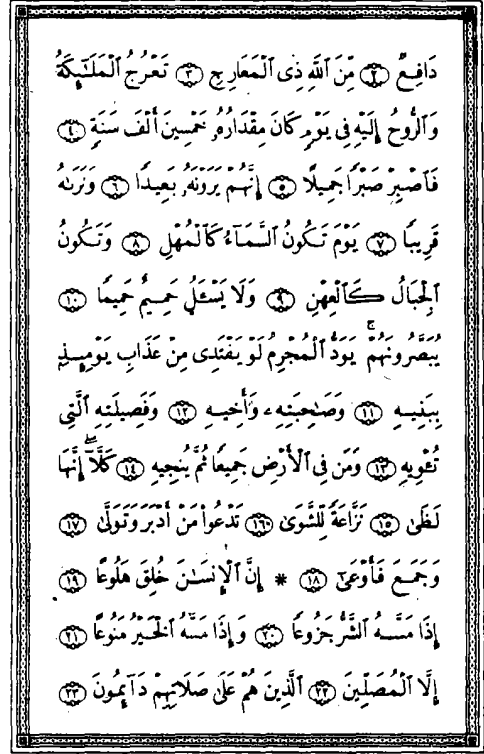 دَافِعٌ ٢ مِّنَ ٱللَّهِ ذِى ٱلْمَعَارِجِ ٣ تَعْرُجُ ٱلْمَلَـٰٓئِكَةُ
وَٱلرُّوحُ إِلَيْهِ فِى يَوْمٍ كَانَ مِقْدَارُهُۥ خَمْسِينَ أَلْفَ سَنَةٍ ٤
فَٱصْبِرْ صَبْرًا جَمِيلًا ٥ إِنَّهُمْ يَرَوْنَهُۥ بَعِيدًا ٦ وَنَرَىٰهُ
قَرِيبًا ٧ يَوْمَ تَكُونُ ٱلسَّمَآءُ كَٱلْمُهْلِ ٨ وَتَكُونُ
ٱلْجِبَالُ كَٱلْعِهْنِ ٩ وَلَا يَسْـَٔلُ حَمِيمٌ حَمِيمًا ١٠
يُبَصَّرُونَهُمْ ۚ يَوَدُّ ٱلْمُجْرِمُ لَوْ يَفْتَدِى مِنْ عَذَابِ يَوْمِئِذٍۭ
بِبَنِيهِ ١١ وَصَـٰحِبَتِهِۦ وَأَخِيهِ ١٢ وَفَصِيلَتِهِ ٱلَّتِى
تُـْٔوِيهِ ١٣ وَمَن فِى ٱلْأَرْضِ جَمِيعًا ثُمَّ يُنجِيهِ ١٤ كَلَّآ ۖ إِنَّهَا
لَظَىٰ ١٥ نَزَّاعَةً لِّلشَّوَىٰ ١٦ تَدْعُوا۟ مَنْ أَدْبَرَ وَتَوَلَّىٰ ١٧
وَجَمَعَ فَأَوْعَىٰٓ ١٨ * إِنَّ ٱلْإِنسَـٰنَ خُلِقَ هَلُوعًا ١٩
إِذَا مَسَّهُ ٱلشَّرُّ جَزُوعًا ٢٠ وَإِذَا مَسَّهُ ٱلْخَيْرُ مَنُوعًا ٢١
إِلَّا ٱلْمُصَلِّينَ ٢٢ ٱلَّذِينَ هُمْ عَلَىٰ صَلَاتِهِمْ دَآئِمُونَ ٢٣